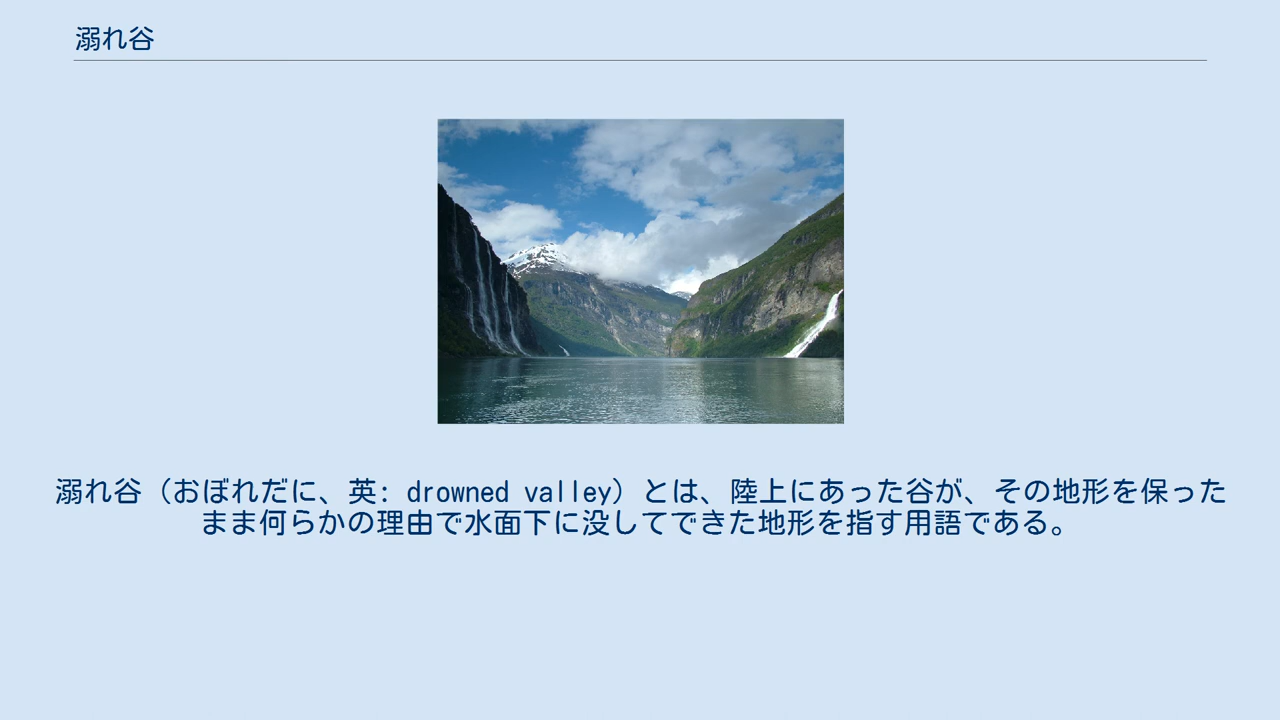 溺れ谷
溺れ谷（おぼれだに、英: drowned valley）とは、陸上にあった谷が、その地形を保った
まま何らかの理由で水面下に没してできた地形を指す用語である。